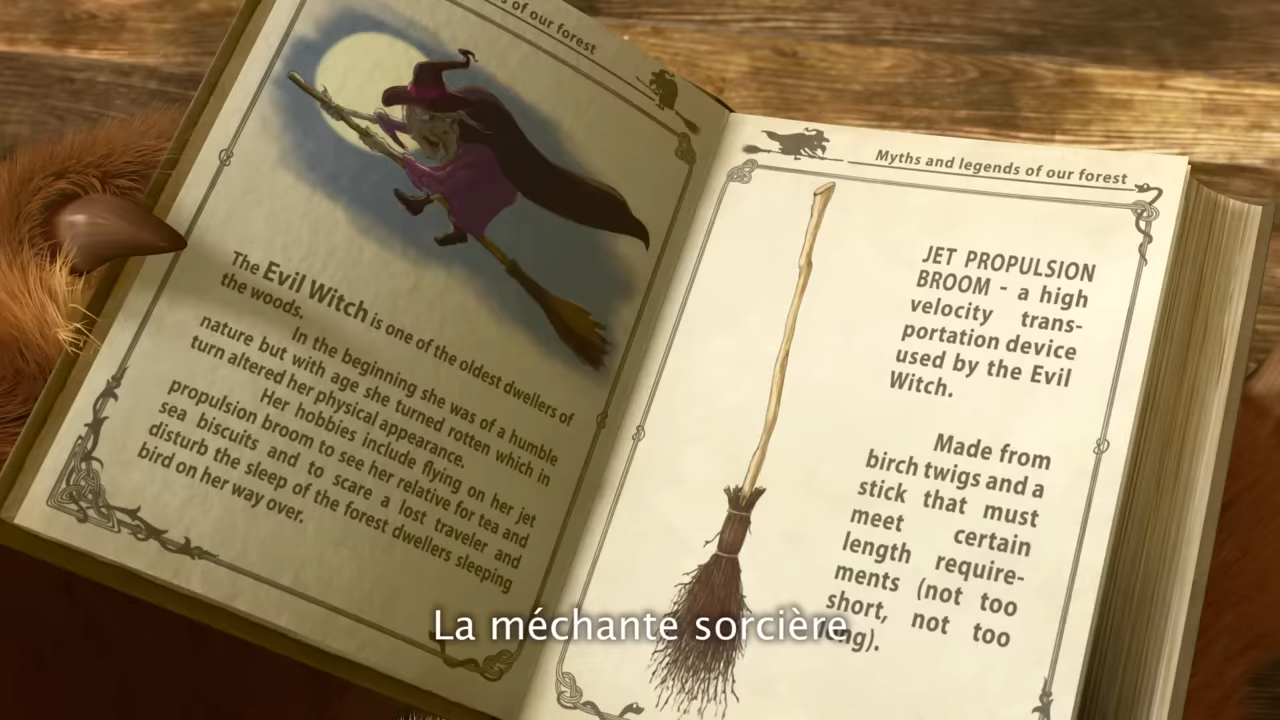 s of our forest
The Evil Witch is one of the oldest dwellers of
the woods.
In the beginning she was of a humble
nature but with age she turned rotten which in
turn altered her physical appearance.
Her hobbies include flying on her jet
propulsion broom to see her relative for tea and
sea biscuits and to scare a lost traveler and
disturb the sleep of the forest dwellers sleeping
bird on her way over.
Myths and legends of our forest
JET PROPULSION
BROOM - a high
velocity trans-
portation device
used by the Evil
Witch.
Made from
birch twigs and a
stick that must
meet certain
length require-
ments (not too
short, not too
long).
La méchante sorcière